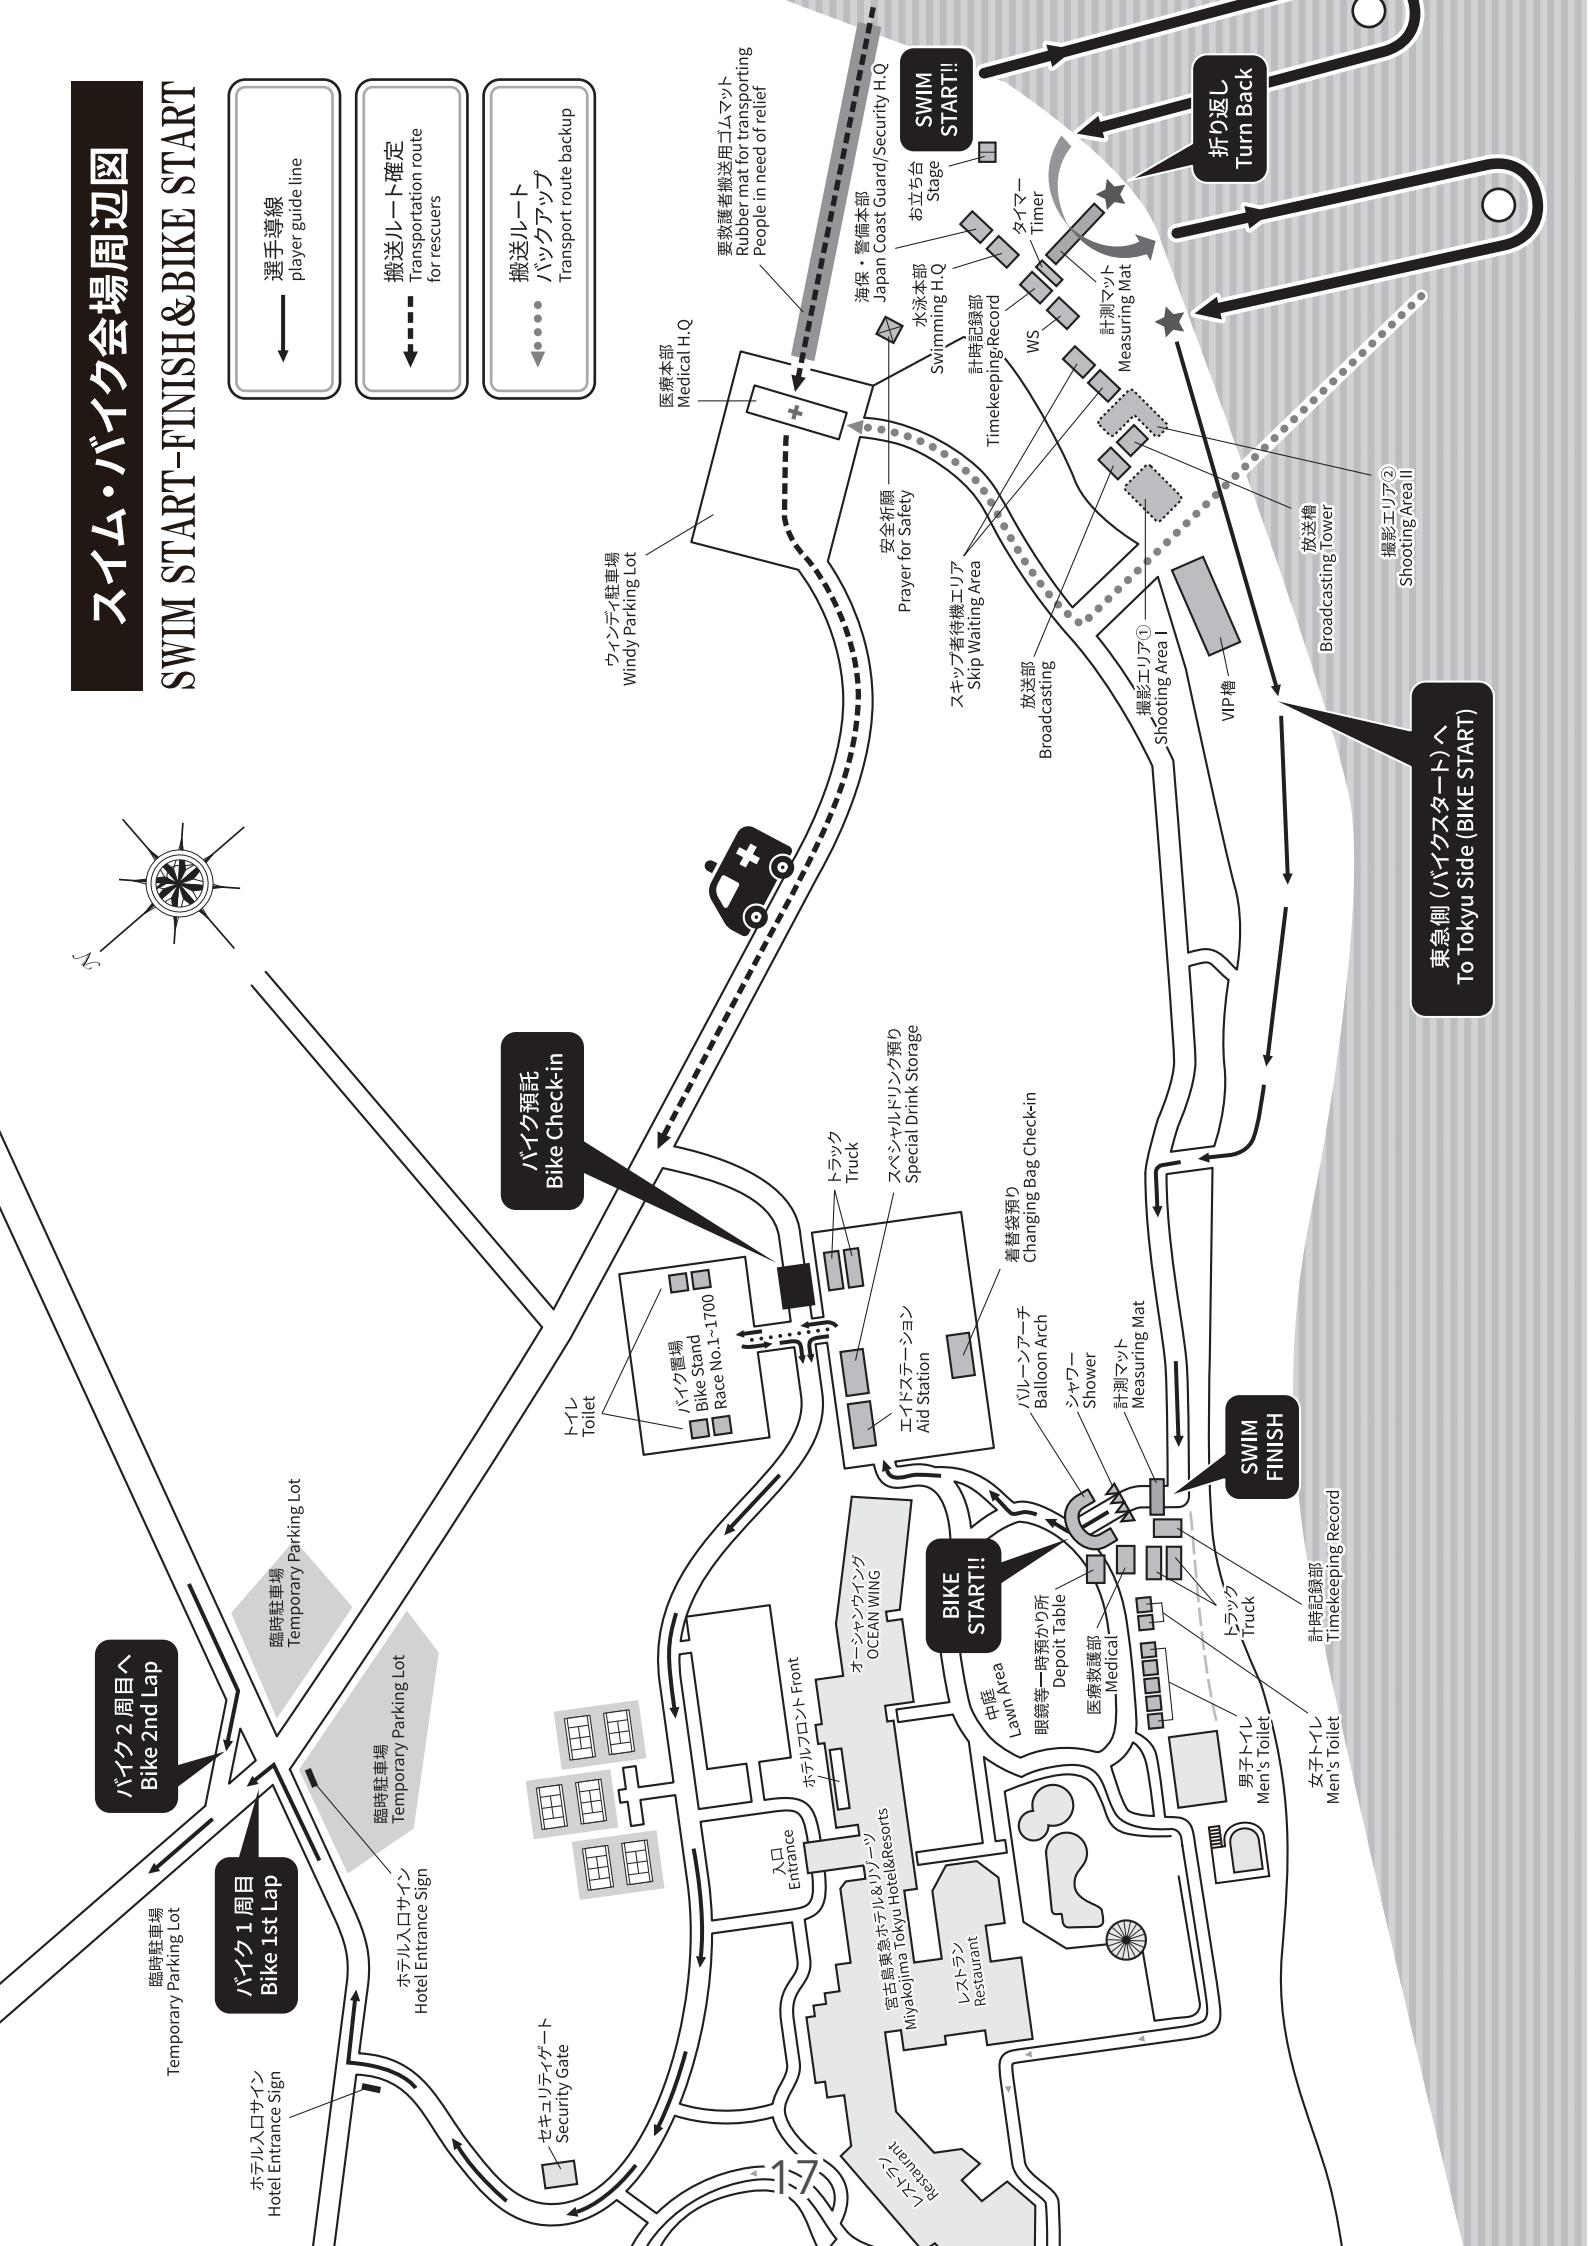 スイム・バイク会場周辺図
SWIM START-FINISH&BIKE START
選手導線
player guide line
搬送ルート確定
Transportation route
for rescuers
搬送ルート
バックアップ
Transport route backup
N
要救護者搬送用ゴムマット
Rubber mat for transporting
People in need of relief
医療本部
Medical H.Q
ウィンディ駐車場
Windy Parking Lot
海保・警備本部
Japan Coast Guard/Security H.Q
SWIM
START!!
お立ち台
Stage
折り返し
Turn Back
タイマー
Timer
水泳本部
Swimming H.Q
計時記録部
Timekeeping Record
WS
計測マット
Measuring Mat
安全祈願
Prayer for Safety
スキップ者待機エリア
Skip Waiting Area
放送部
Broadcasting
撮影エリア①
Shooting Area I
VIP櫓
放送櫓
Broadcasting Tower
撮影エリア②
Shooting Area II
東急側（バイクスタート）へ
To Tokyu Side (BIKE START)
バイク預託
Bike Check-in
トラック
Truck
スペシャルドリンク預り
Special Drink Storage
着替袋預り
Changing Bag Check-in
トイレ
Toilet
バイク置場
Bike Stand
Race No.1~1700
エイドステーション
Aid Station
バルーンアーチ
Balloon Arch
シャワー
Shower
計測マット
Measuring Mat
SWIM
FINISH
BIKE
START!!
眼鏡等一時預かり所
Depoit Table
医療救護部
Medical
トラック
Truck
計時記録部
Timekeeping Record
男子トイレ
Men's Toilet
女子トイレ
Men's Toilet
中庭
Lawn Area
オーシャンウイング
OCEAN WING
ホテルフロント Front
入口
Entrance
宮古島東急ホテル&リゾーツ
Miyakojima Tokyu Hotel&Resorts
レストラン
Restaurant
レストラン
Restaurant
臨時駐車場
Temporary Parking Lot
臨時駐車場
Temporary Parking Lot
臨時駐車場
Temporary Parking Lot
バイク 2 周目へ
Bike 2nd Lap
バイク 1 周目
Bike 1st Lap
ホテル入口サイン
Hotel Entrance Sign
ホテル入口サイン
Hotel Entrance Sign
セキュリティゲート
Security Gate
17